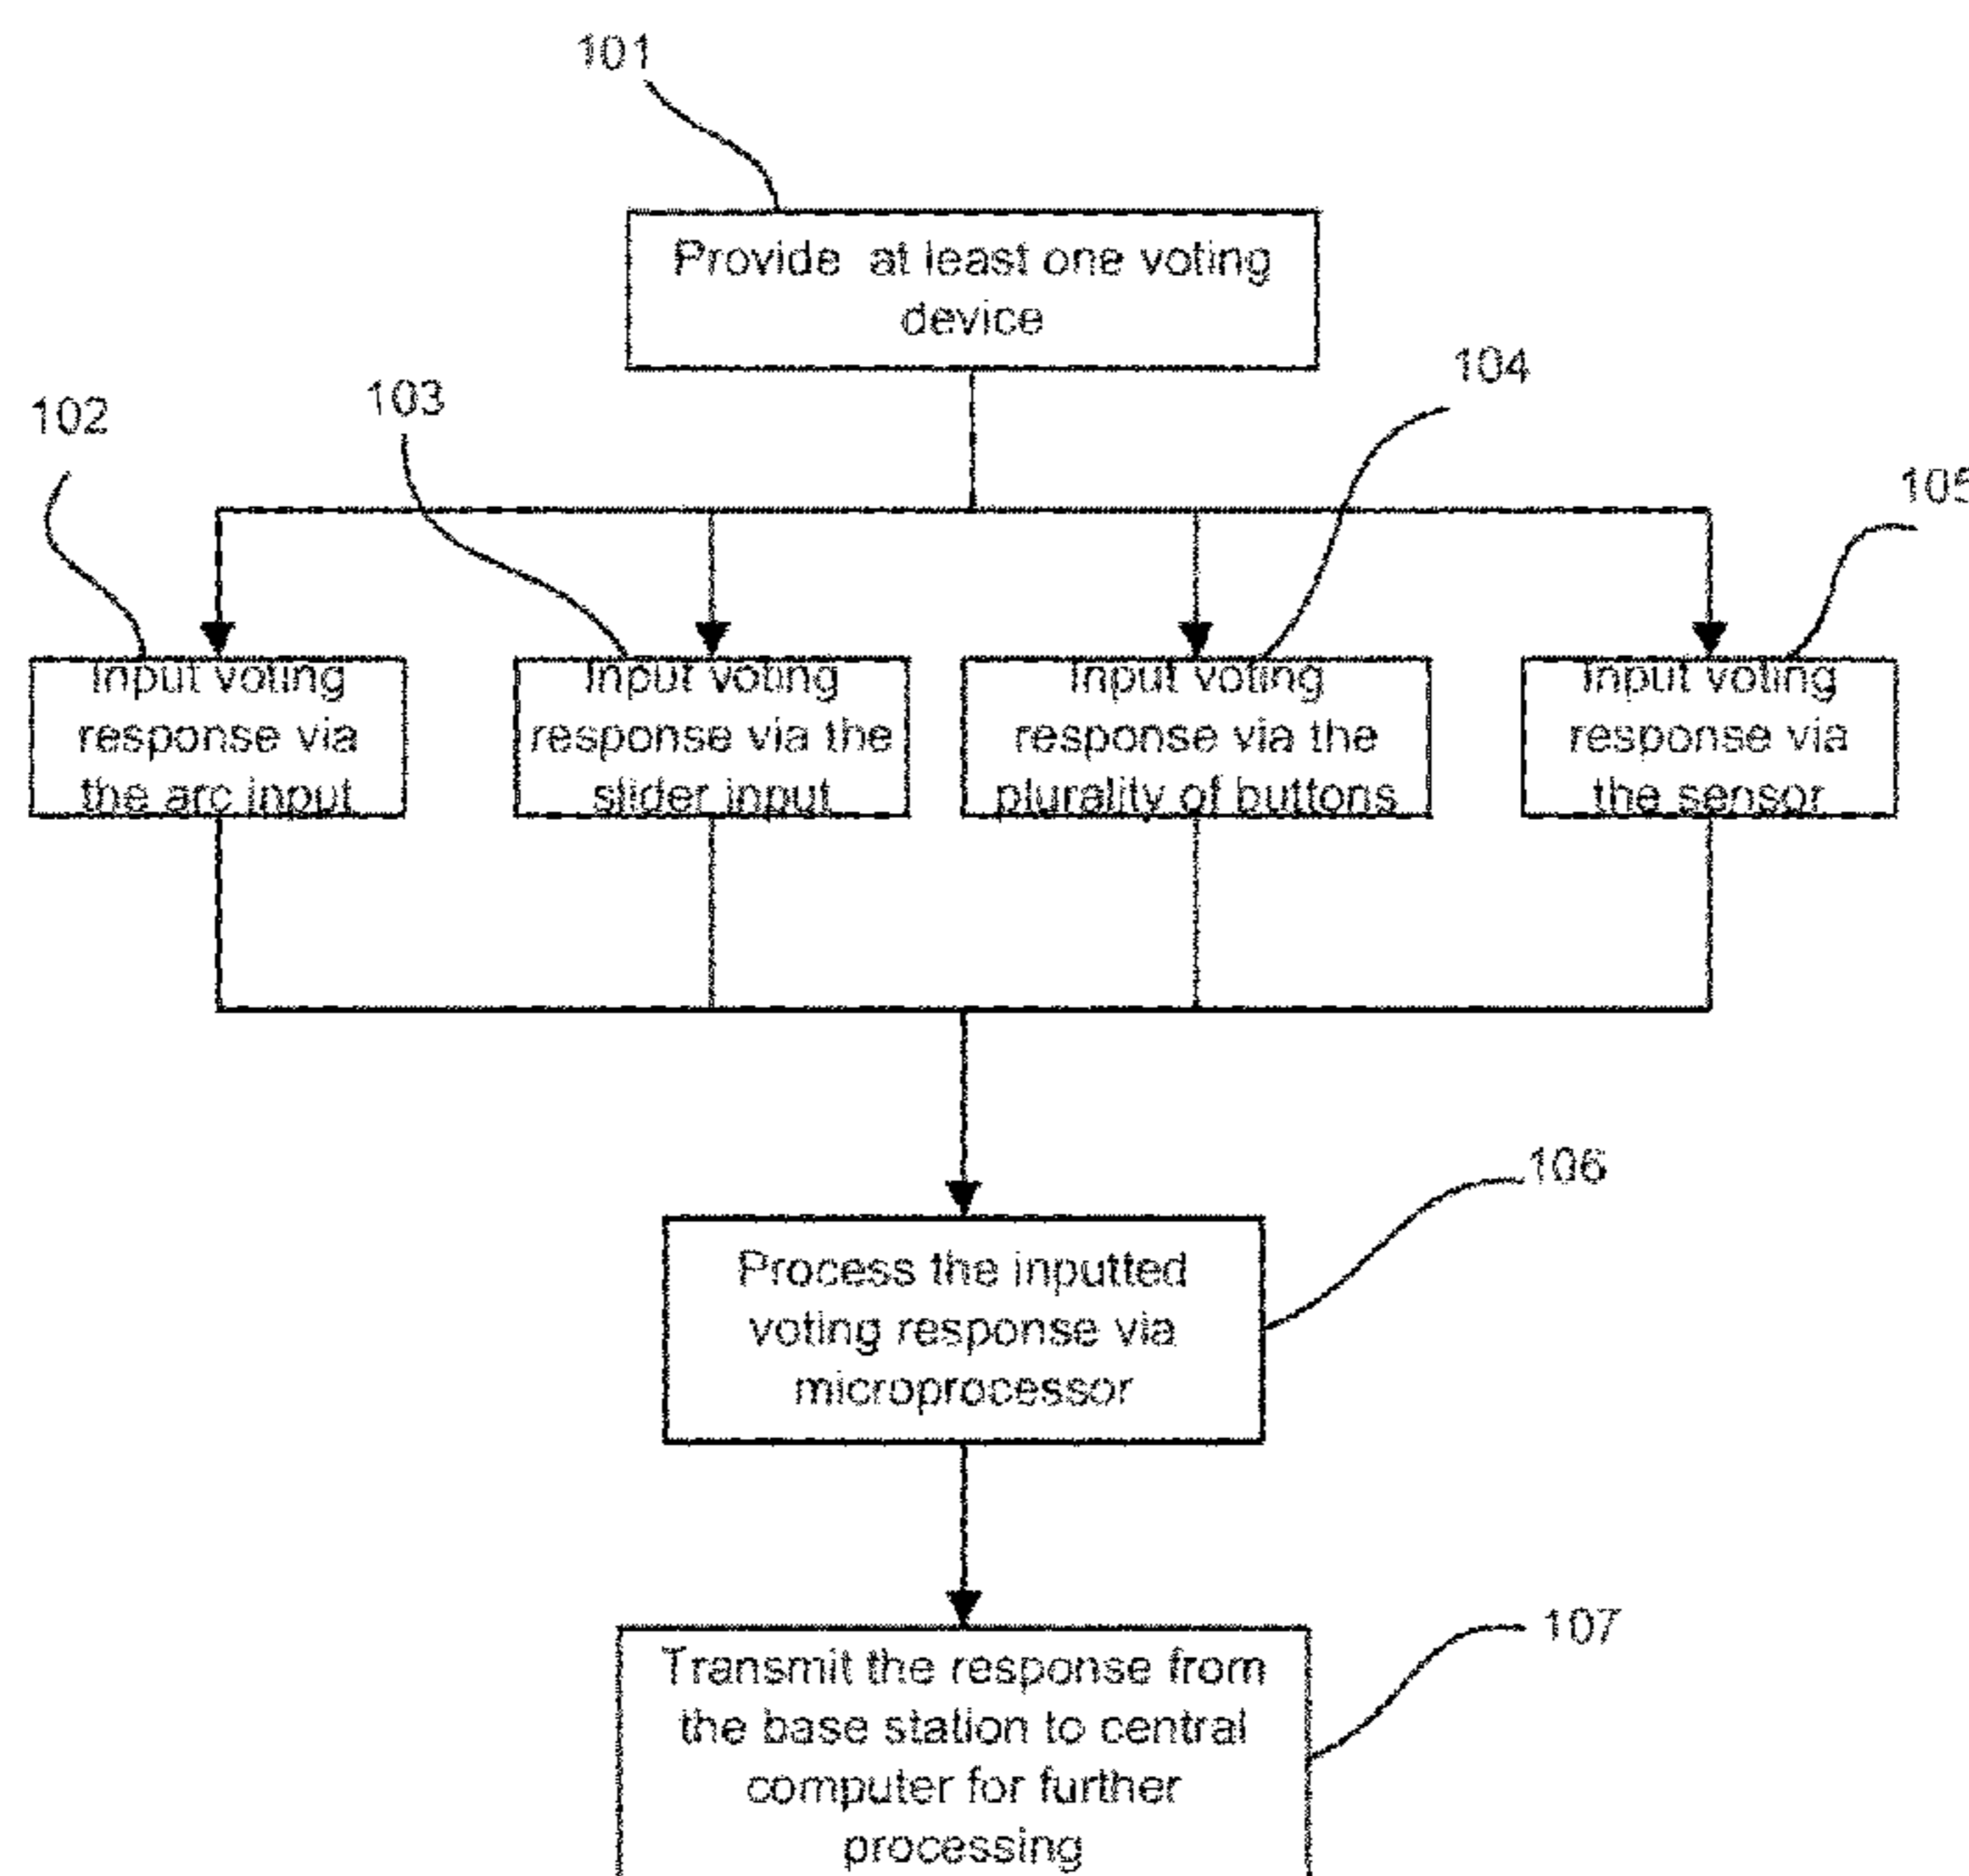 101
Provide at least one voting
device
104
103
102
105
Input voting
response via
the arc input
Input voting
response via the
slider input
Input voting
response via the
plurality of buttons
Input voting
response via
the sensor
106
Process the inputted
voting response via
microprocessor
107
Transmit the response from
the base station to central
computer for further
processing